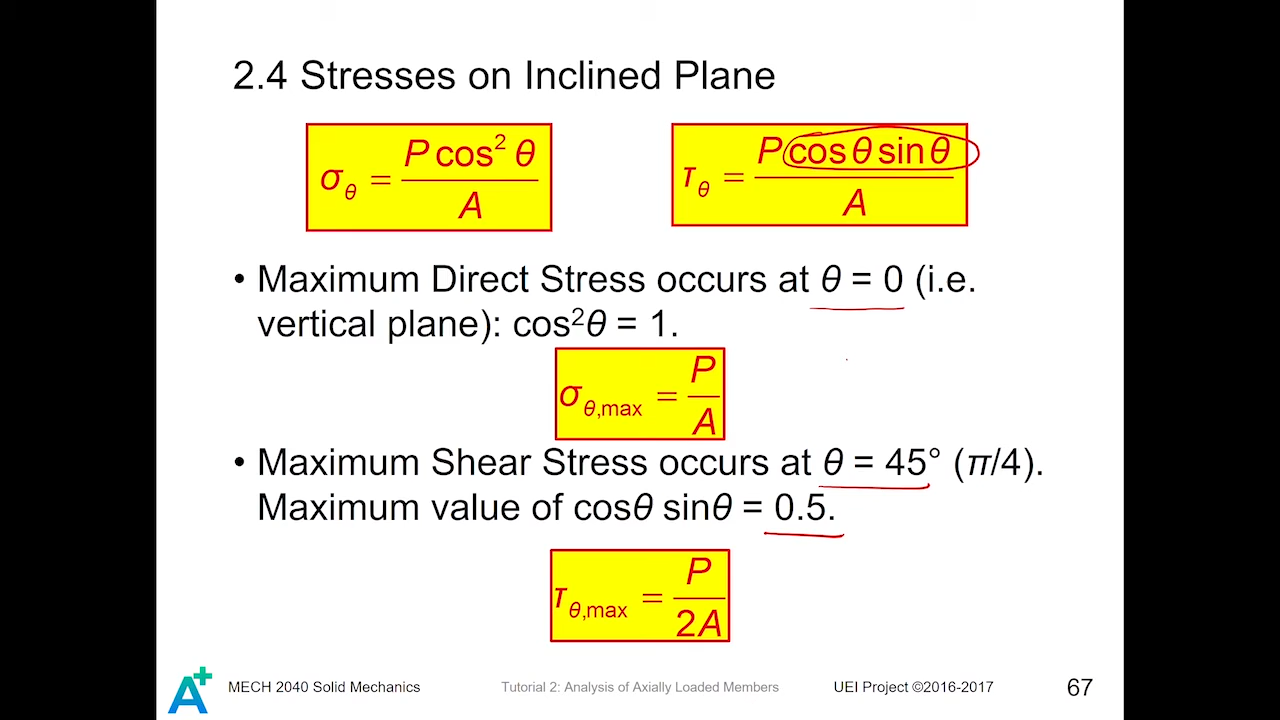 2.4 Stresses on Inclined Plane
σθ = P cos² θ / A
τθ = P cos θ sin θ / A
• Maximum Direct Stress occurs at θ = 0 (i.e.
vertical plane): cos²θ = 1.
σθ,max = P / A
• Maximum Shear Stress occurs at θ = 45° (π/4).
Maximum value of cosθ sinθ = 0.5.
τθ,max = P / 2A
A+ MECH 2040 Solid Mechanics Tutorial 2: Analysis of Axially Loaded Members UEI Project ©2016-2017 67